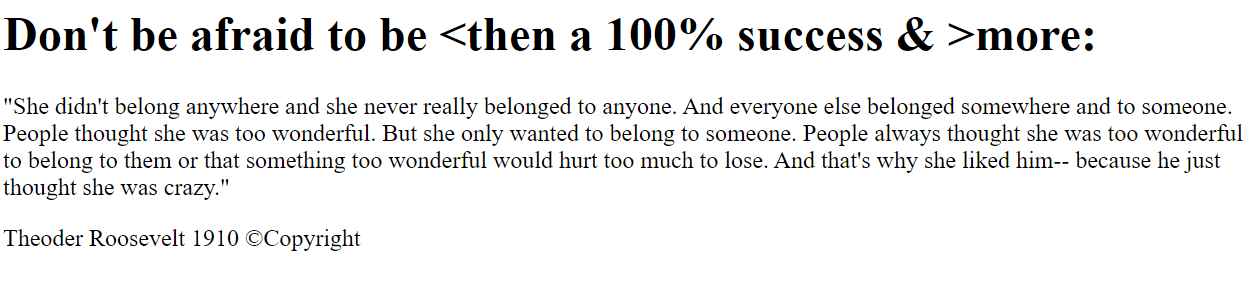 Don't be afraid to be <then a 100% success & >more:
"She didn't belong anywhere and she never really belonged to anyone. And everyone else belonged somewhere and to someone.
People thought she was too wonderful. But she only wanted to belong to someone. People always thought she was too wonderful
to belong to them or that something too wonderful would hurt too much to lose. And that's why she liked him-- because he just
thought she was crazy."
Theoder Roosevelt 1910 ©Copyright